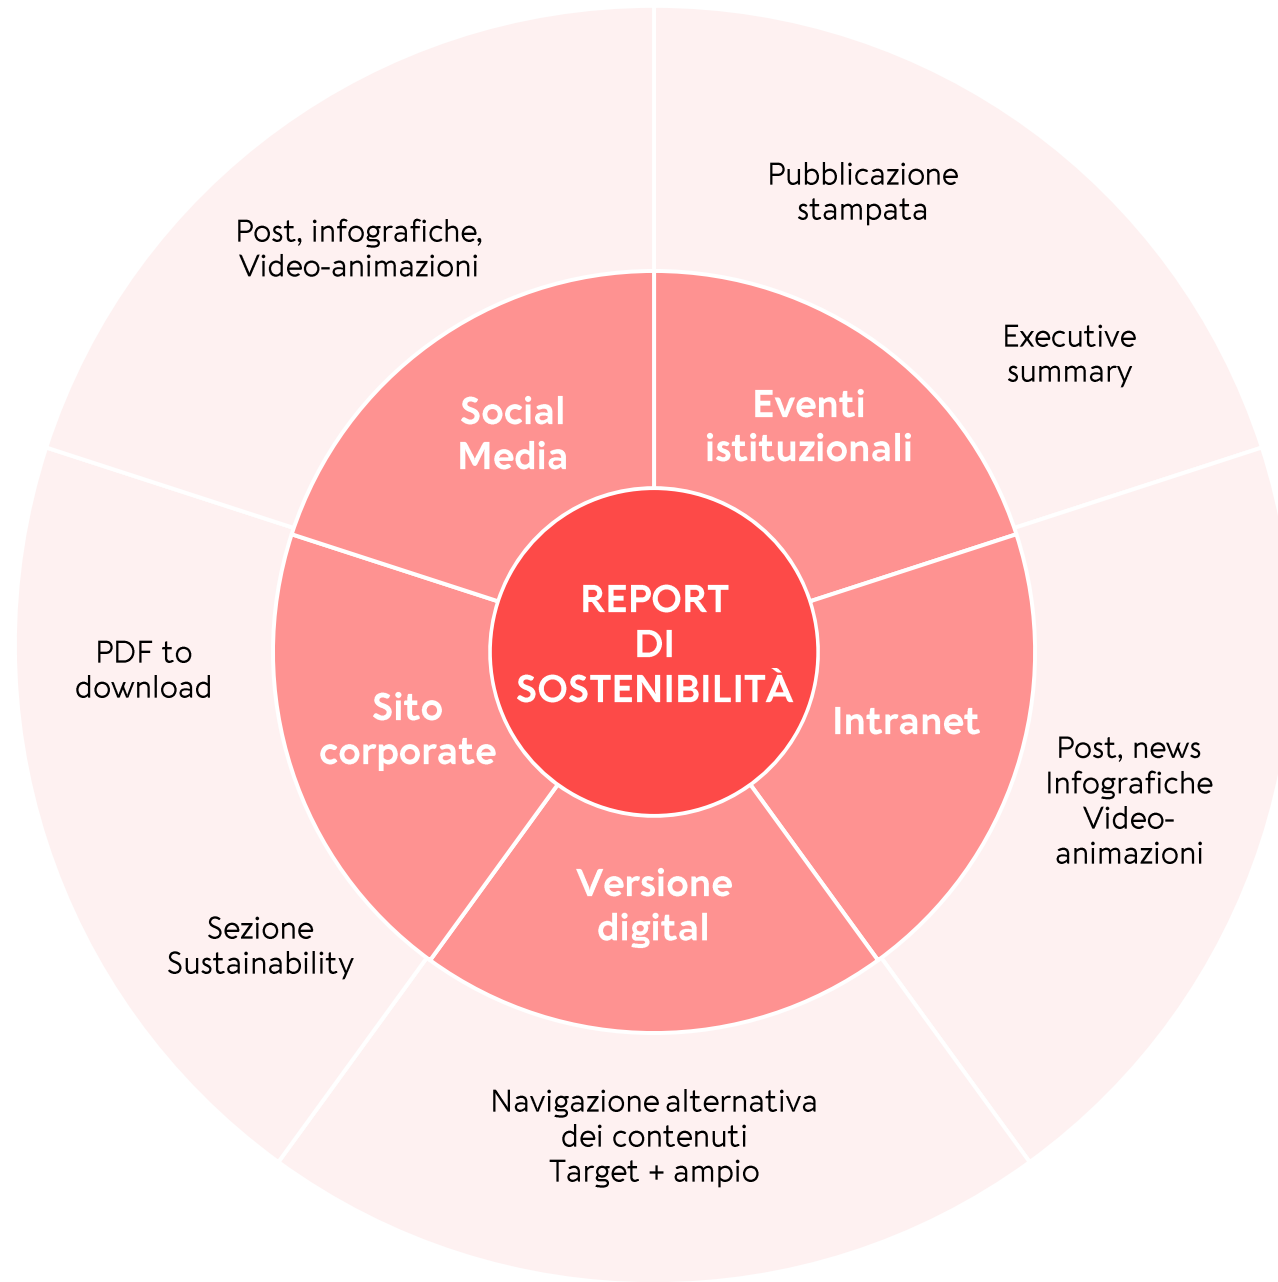 Pubblicazione
stampata
Post, infografiche,
Video-animazioni
Executive
summary
Social
Media
Eventi
istituzionali
REPORT
DI
SOSTENIBILITÀ
PDF to
download
Sito
corporate
Intranet
Post, news
Infografiche
Video-
animazioni
Versione
digital
Sezione
Sustainability
Navigazione alternativa
dei contenuti
Target + ampio